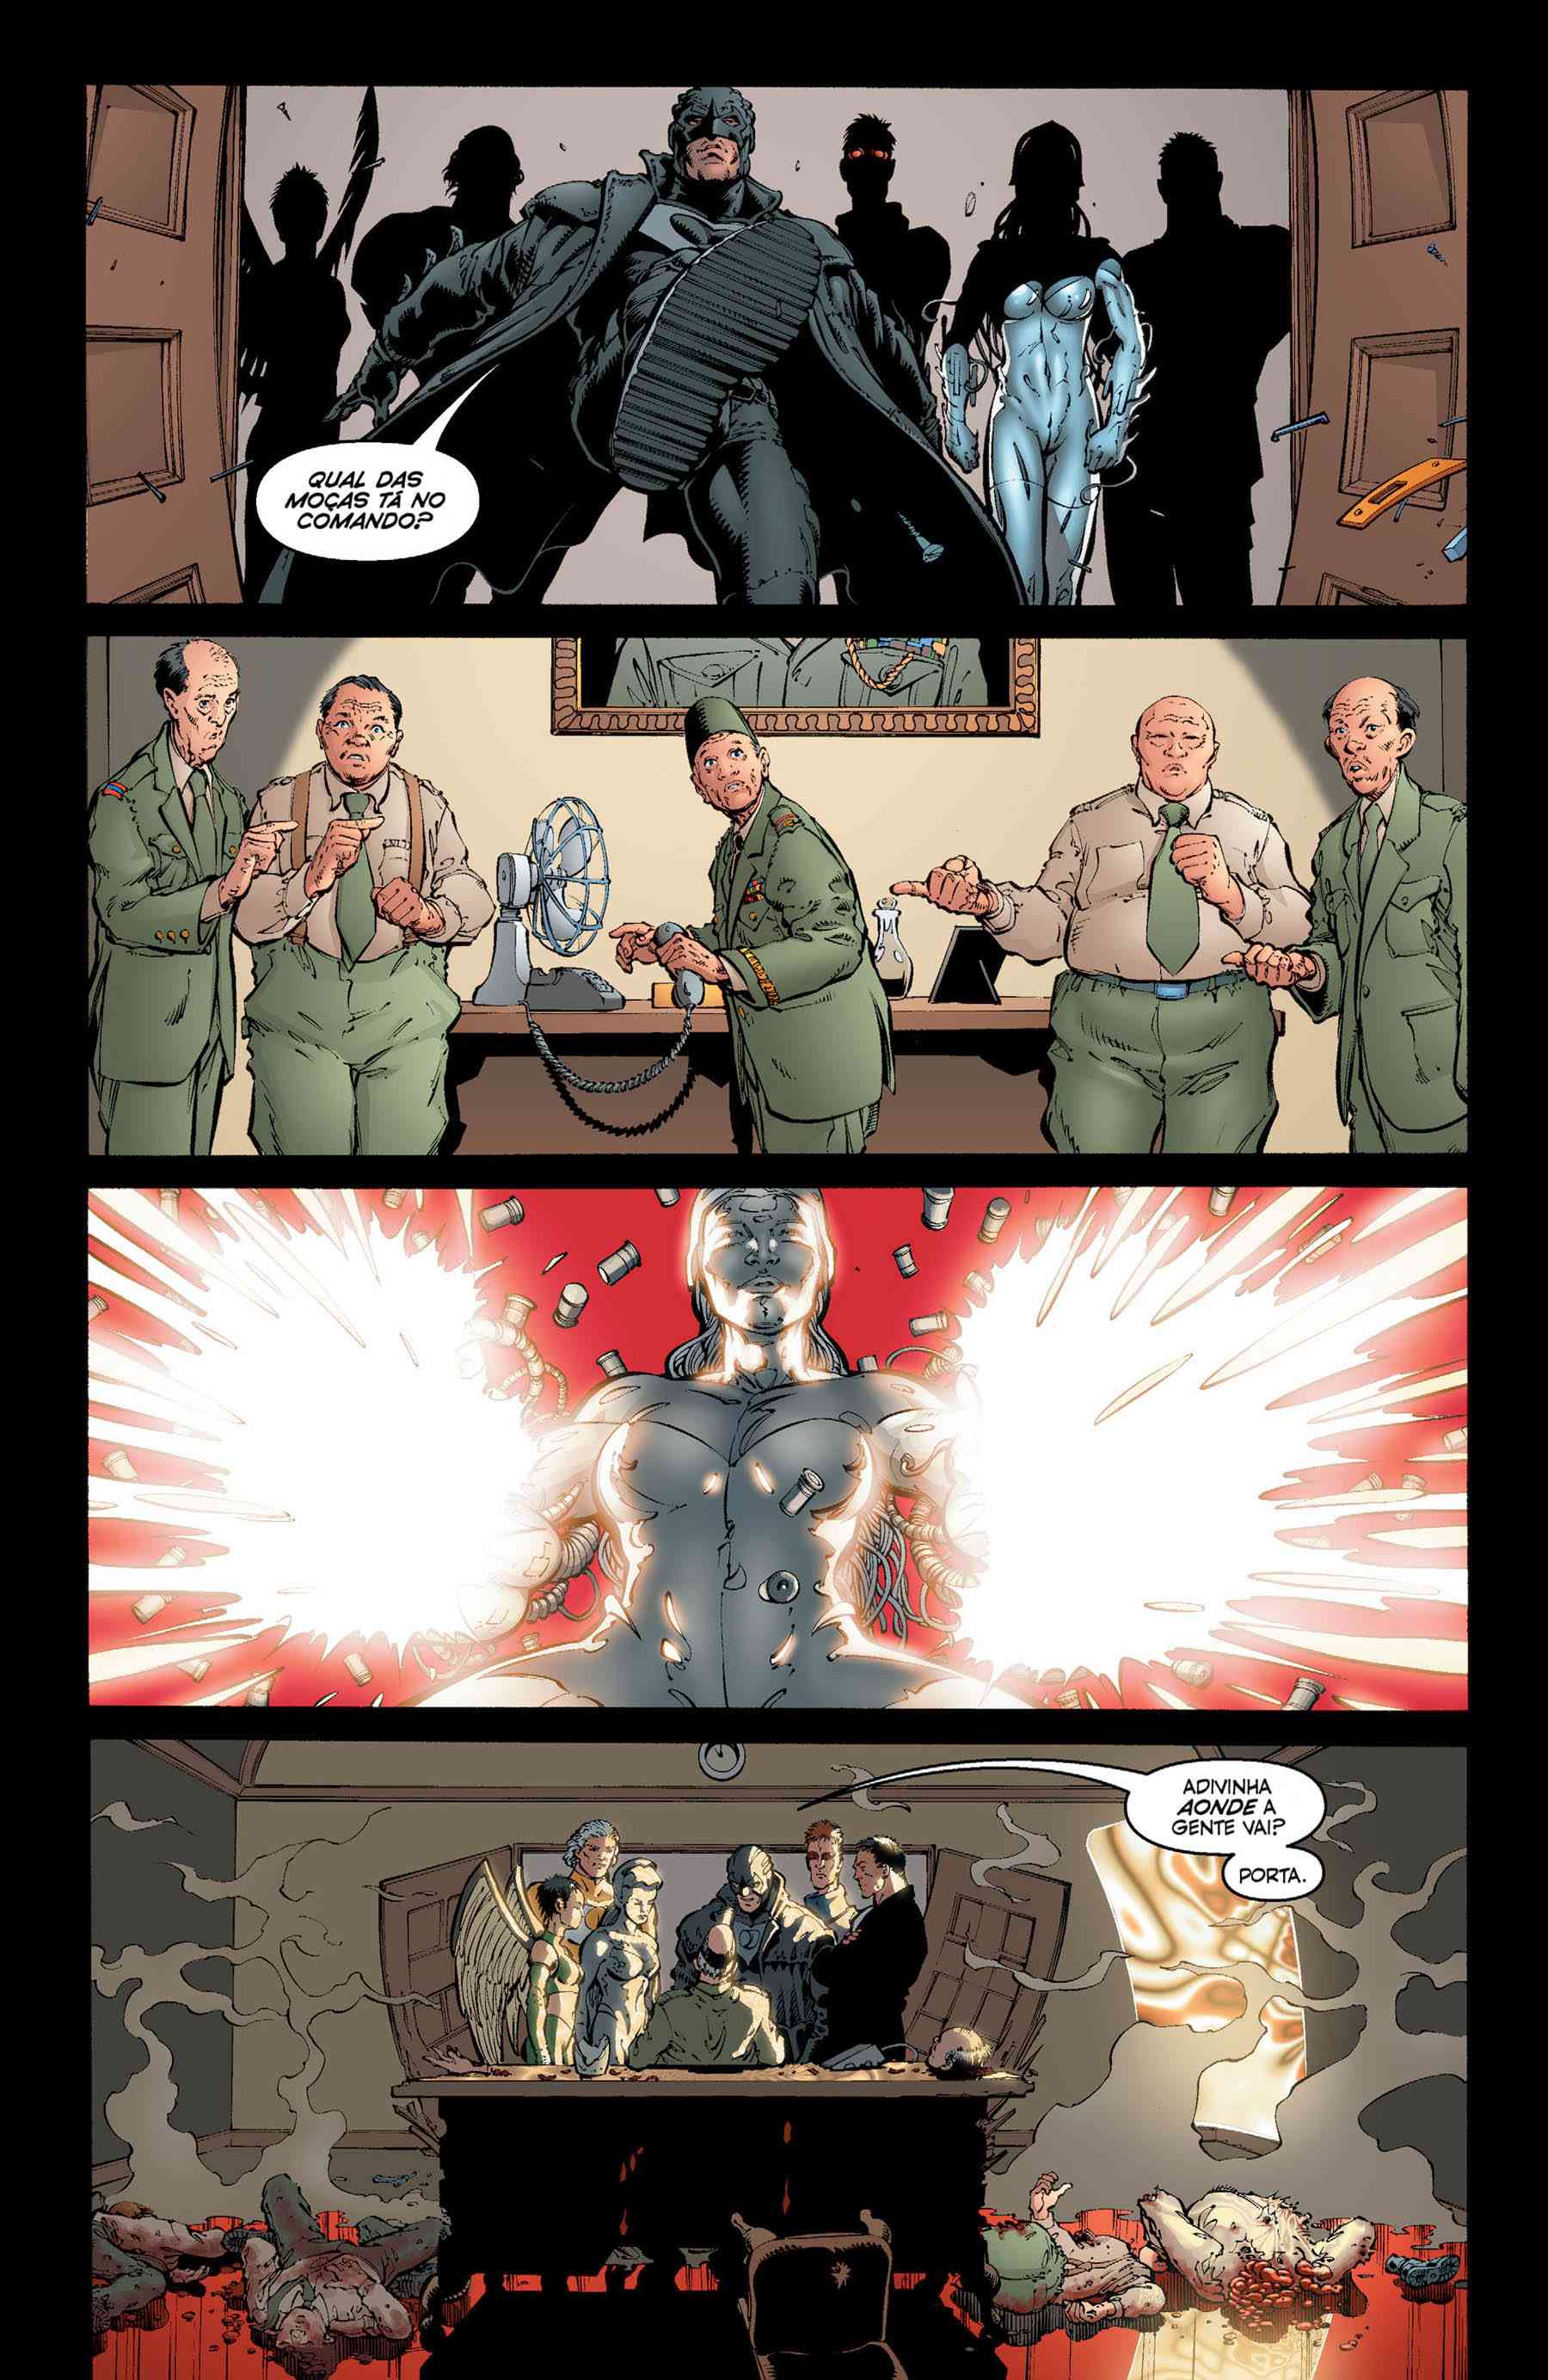 QUAL DAS
MOÇAS TÁ NO
COMANDO?
ADIVINHA
AONDE A
GENTE VAI?
PORTA.